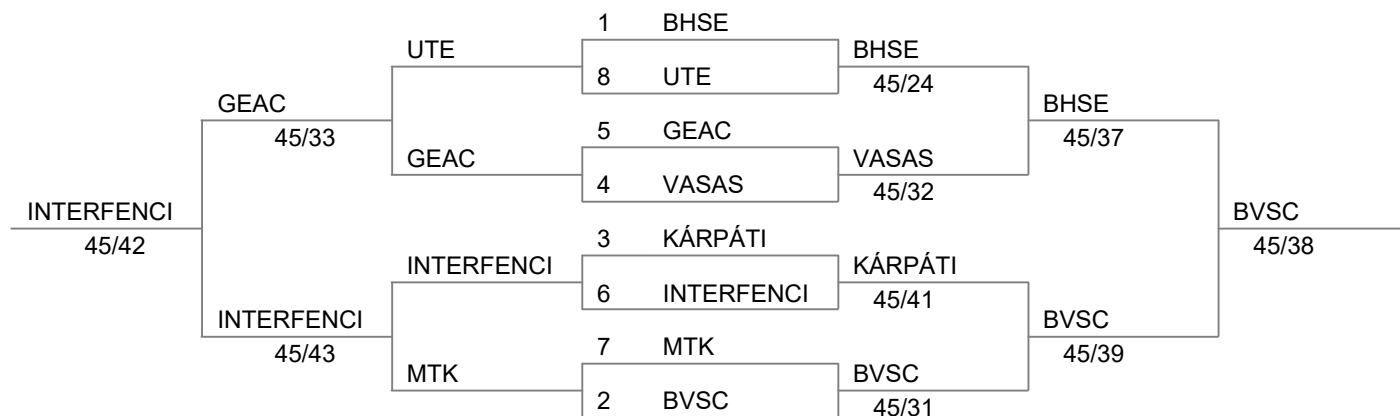 1 BHSE
UTE BHSE
8 UTE 45/24
GEAC BHSE
45/33 5 GEAC 45/37
GEAC VASAS
4 VASAS 45/32
INTERFENCI BVSC
45/42 3 KÁRPÁTI 45/38
INTERFENCI KÁRPÁTI
6 INTERFENCI 45/41
INTERFENCI BVSC
45/43 7 MTK 45/39
MTK BVSC
2 BVSC 45/31